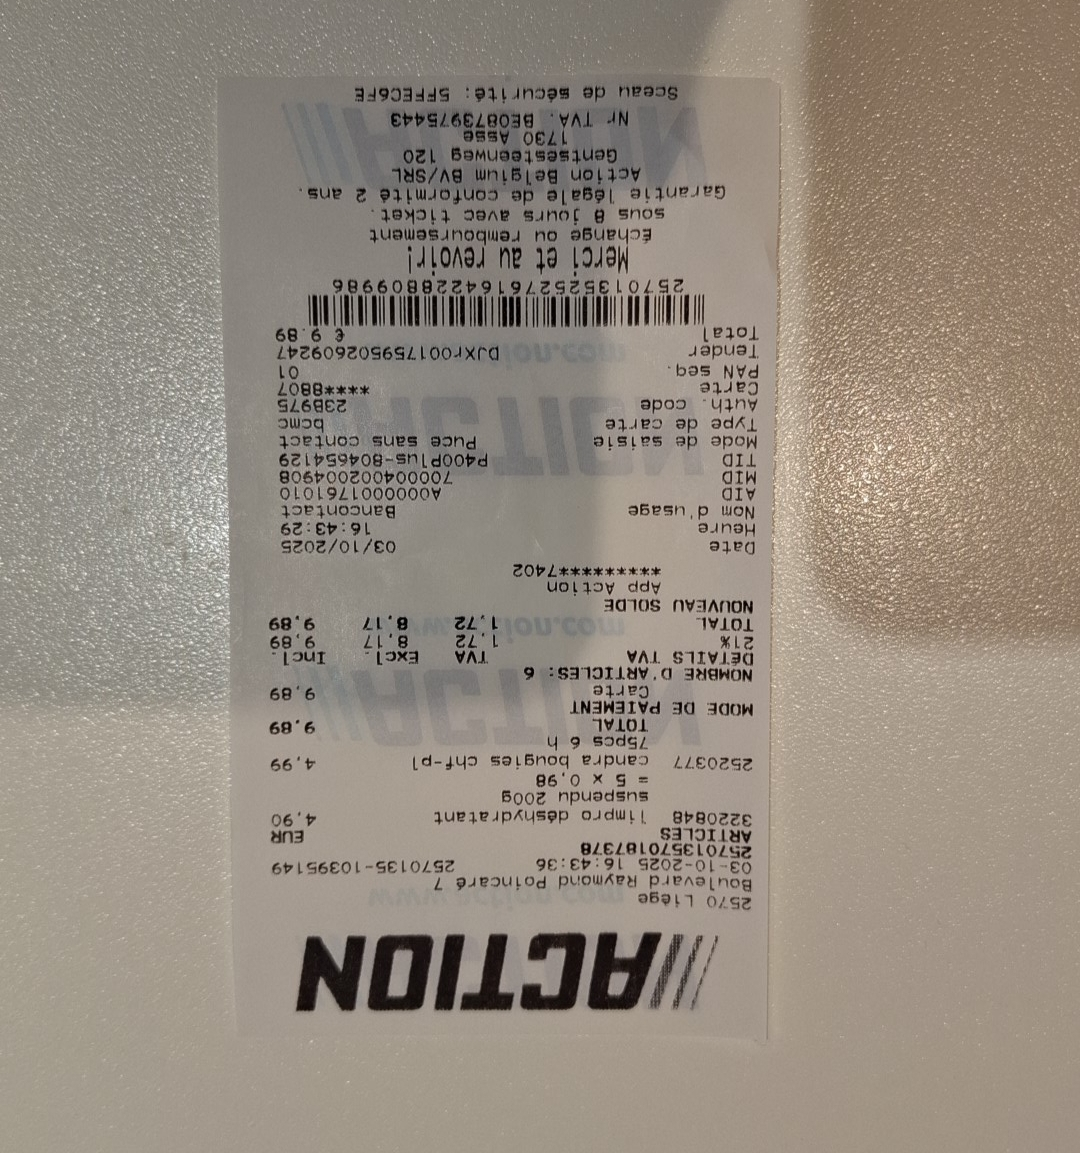 ACTION
2570 Liège
Boulevard Raymond Poincaré 7
03-10-2025 16:43:36 2570135-10395149
257013570187378
ARTICLES EUR
3220848 limpro déshydratant 4,90
suspendu 200g
= 5 x 0,98
2520377 candra bougies chf-pl 4,99
75pcs 6 h
TOTAL 9,89
MODE DE PAIEMENT
Carte 9,89
NOMBRE D'ARTICLES: 6
DÉTAILS TVA TVA Excl. Incl.
21% 1,72 8,17 9,89
TOTAL 1,72 8,17 9,89
NOUVEAU SOLDE
App Action
**********7402
Date 03/10/2025
Heure 16:43:29
Nom d'usage Bancontact
AID A0000001761010
MID 700004002004908
TID P400Plus-804654129
Mode de saisie Puce sans contact
Type de carte bcmc
Auth. code 238975
Carte ****8807
PAN seq. 01
Tender DJXr001759502609247
Total € 9.89
257013525276164228809986
Merci et au revoir!
Échange ou remboursement
sous 8 jours avec ticket.
Garantie légale de conformité 2 ans.
Action Belgium BV/SRL
Gentsesteenweg 120
1730 Asse
Nr TVA. BE0873975443
Sceau de sécurité: 5FFEC6FE